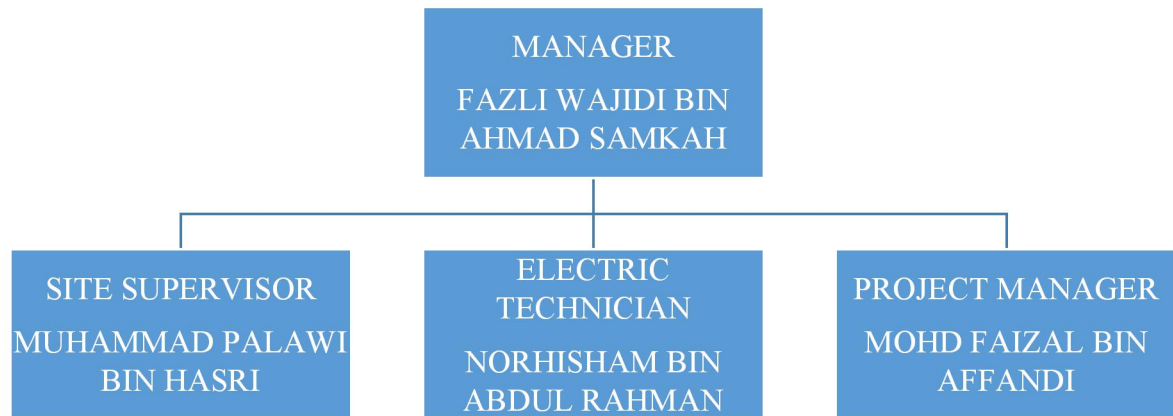 MANAGER
FAZLI WAJIDI BIN
AHMAD SAMKAH
SITE SUPERVISOR
MUHAMMAD PALAWI
BIN HASRI
ELECTRIC
TECHNICIAN
NORHISHAM BIN
ABDUL RAHMAN
PROJECT MANAGER
MOHD FAIZAL BIN
AFFANDI